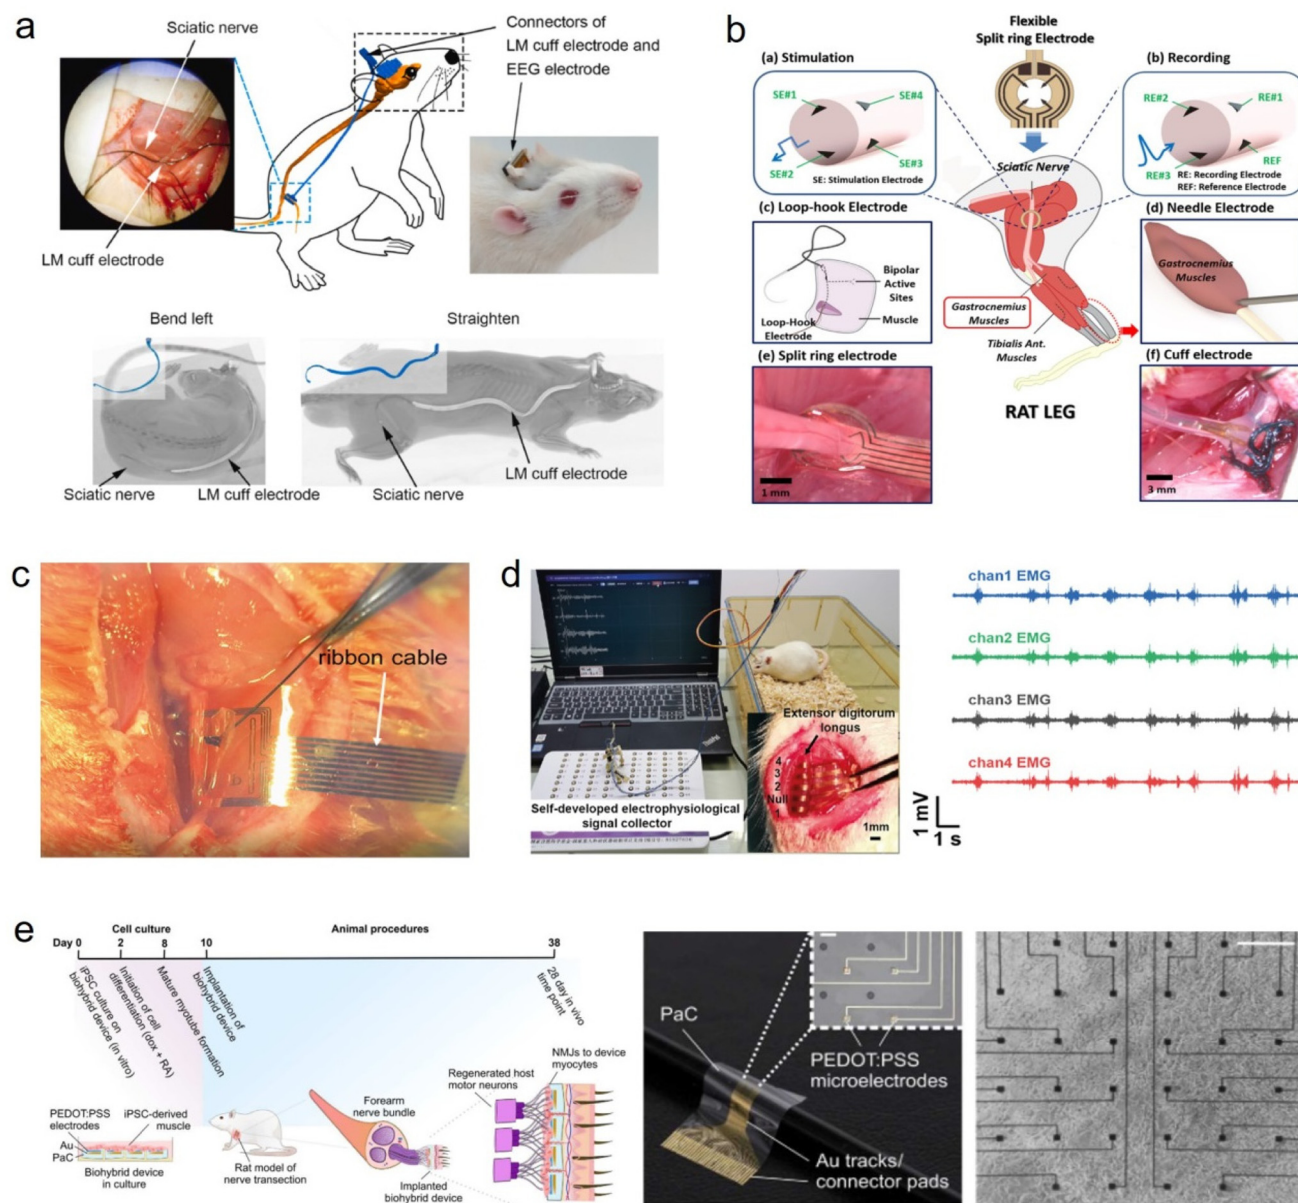 a
Sciatic nerve
LM cuff electrode
Connectors of
LM cuff electrode and
EEG electrode
Bend left
Straighten
Sciatic nerve
LM cuff electrode
Sciatic nerve
LM cuff electrode
b
Flexible
Split ring Electrode
(a) Stimulation
SE#1
SE#4
SE#2
SE#3
SE: Stimulation Electrode
(b) Recording
RE#2
RE#1
RE#3
REF
RE: Recording Electrode
REF: Reference Electrode
Sciatic Nerve
(c) Loop-hook Electrode
Bipolar
Active
Sites
Muscle
Loop-Hook
Electrode
(d) Needle Electrode
Gastrocnemius
Muscles
Gastrocnemius
Muscles
Tibialis Ant.
Muscles
(e) Split ring electrode
1 mm
RAT LEG
(f) Cuff electrode
3 mm
c
ribbon cable
d
Extensor digitorum
longus
4
3
2
Null
1
1mm
ThinkPad
Self-developed electrophysiological
signal collector
chan1 EMG
chan2 EMG
chan3 EMG
chan4 EMG
1 mV
1 s
e
Cell culture
Animal procedures
Day 0
2
8
10
38
iPSC culture on
biohybrid device (in vitro)
Initiation of cell
differentiation (dox + RA)
Mature myotube formation
Implantation of
biohybrid device
28 day in vivo
time point
PEDOT:PSS
electrodes
iPSC-derived
muscle
Au
PaC
Biohybrid device
in culture
Rat model of
nerve transection
Forearm
nerve bundle
Implanted
biohybrid device
Regenerated host
motor neurons
NMJs to device
myocytes
PaC
PEDOT:PSS
microelectrodes
Au tracks/
connector pads